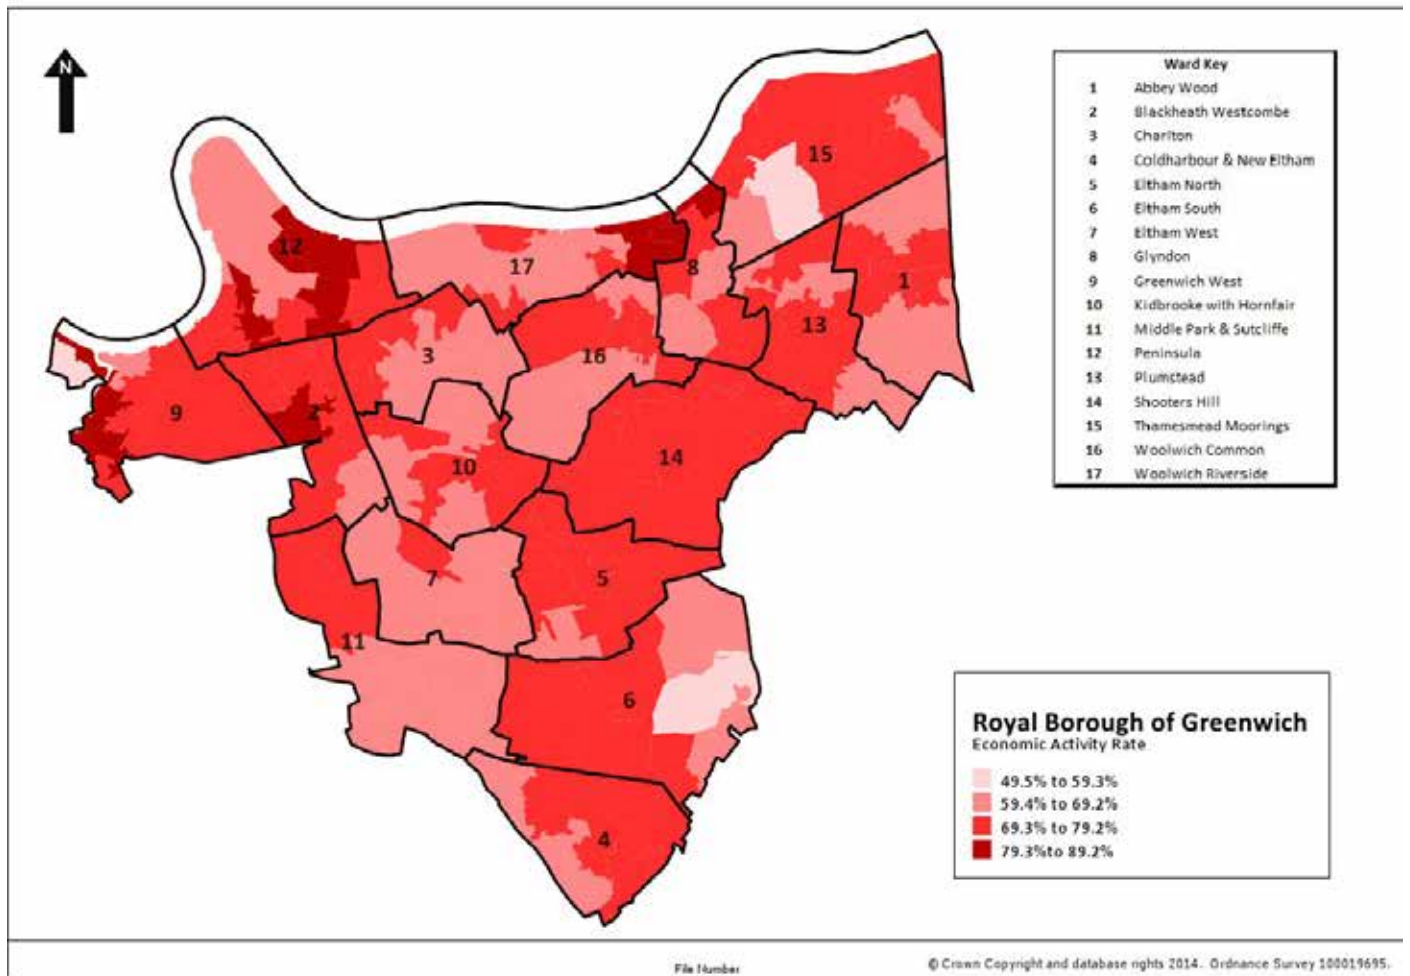 N
Ward Key
1 Abbey Wood
2 Blackheath Westcombe
3 Charlton
4 Coldharbour & New Eltham
5 Eltham North
6 Eltham South
7 Eltham West
8 Glyndon
9 Greenwich West
10 Kidbrooke with Hornfair
11 Middle Park & Sutcliffe
12 Peninsula
13 Plumstead
14 Shooters Hill
15 Thamesmead Moorings
16 Woolwich Common
17 Woolwich Riverside
15
12
17
8
1
13
3
16
2
9
10
14
7
5
11
6
4
Royal Borough of Greenwich
Economic Activity Rate
49.5% to 59.3%
59.4% to 69.2%
69.3% to 79.2%
79.3%to 89.2%
File Number
© Crown Copyright and database rights 2014. Ordnance Survey 100019695.